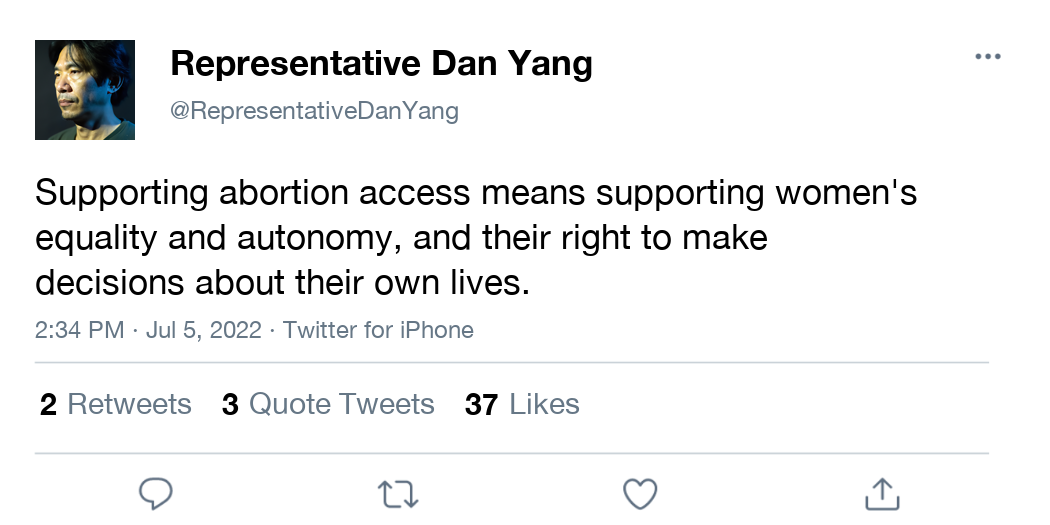 Representative Dan Yang
@RepresentativeDanYang
Supporting abortion access means supporting women's
equality and autonomy, and their right to make
decisions about their own lives.
2:34 PM · Jul 5, 2022 · Twitter for iPhone
2 Retweets 3 Quote Tweets 37 Likes